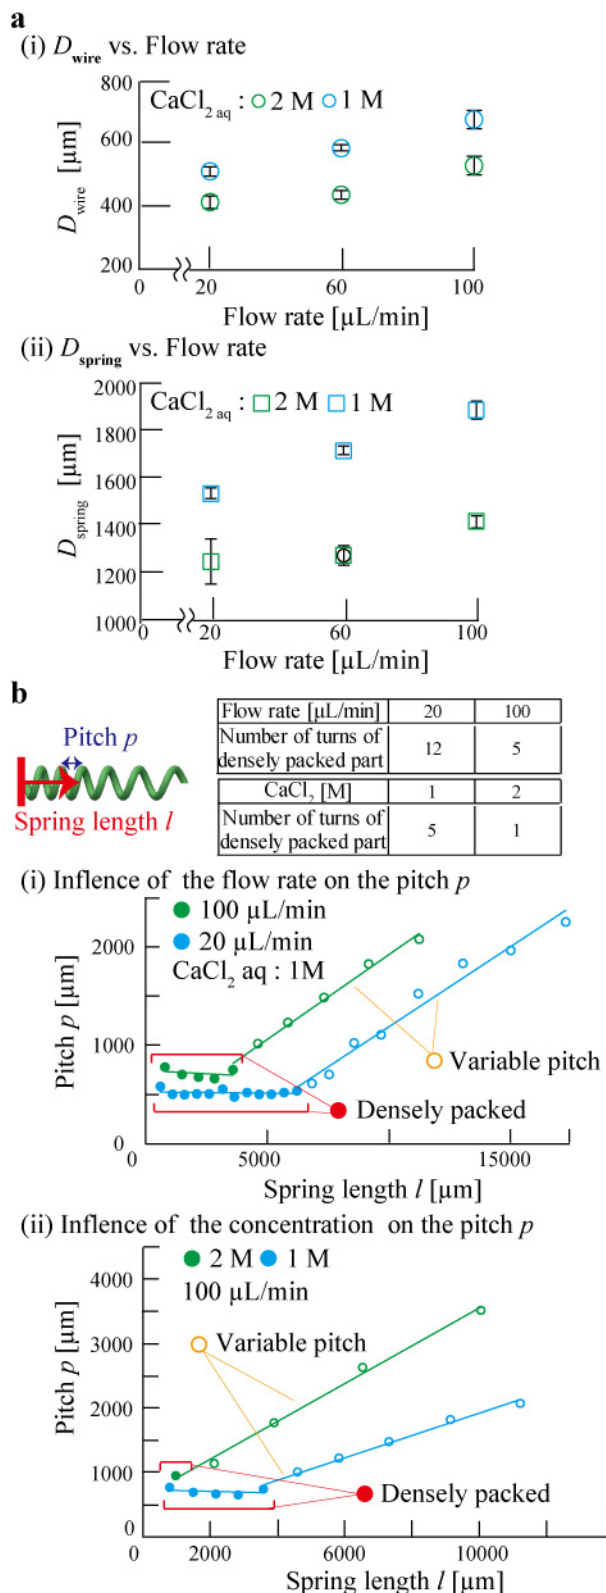 a
(i) D_wire vs. Flow rate
800
600
400
200
D_wire [µm]
CaCl2 aq : 2 M 1 M
0 20 60 100
Flow rate [µL/min]
(ii) D_spring vs. Flow rate
2000
1800
1600
1400
1200
1000
D_spring [µm]
CaCl2 aq : 2 M 1 M
0 20 60 100
Flow rate [µL/min]
b
Pitch p
Spring length l
Flow rate [µL/min] 20 100
Number of turns of
densely packed part 12 5
CaCl2 [M] 1 2
Number of turns of
densely packed part 5 1
(i) Inflence of the flow rate on the pitch p
100 µL/min
20 µL/min
CaCl2 aq : 1M
2000
1000
0
Pitch p [µm]
Variable pitch
Densely packed
5000 15000
Spring length l [µm]
(ii) Inflence of the concentration on the pitch p
2 M 1 M
100 µL/min
4000
3000
2000
1000
0
Pitch p [µm]
Variable pitch
Densely packed
0 2000 6000 10000
Spring length l [µm]